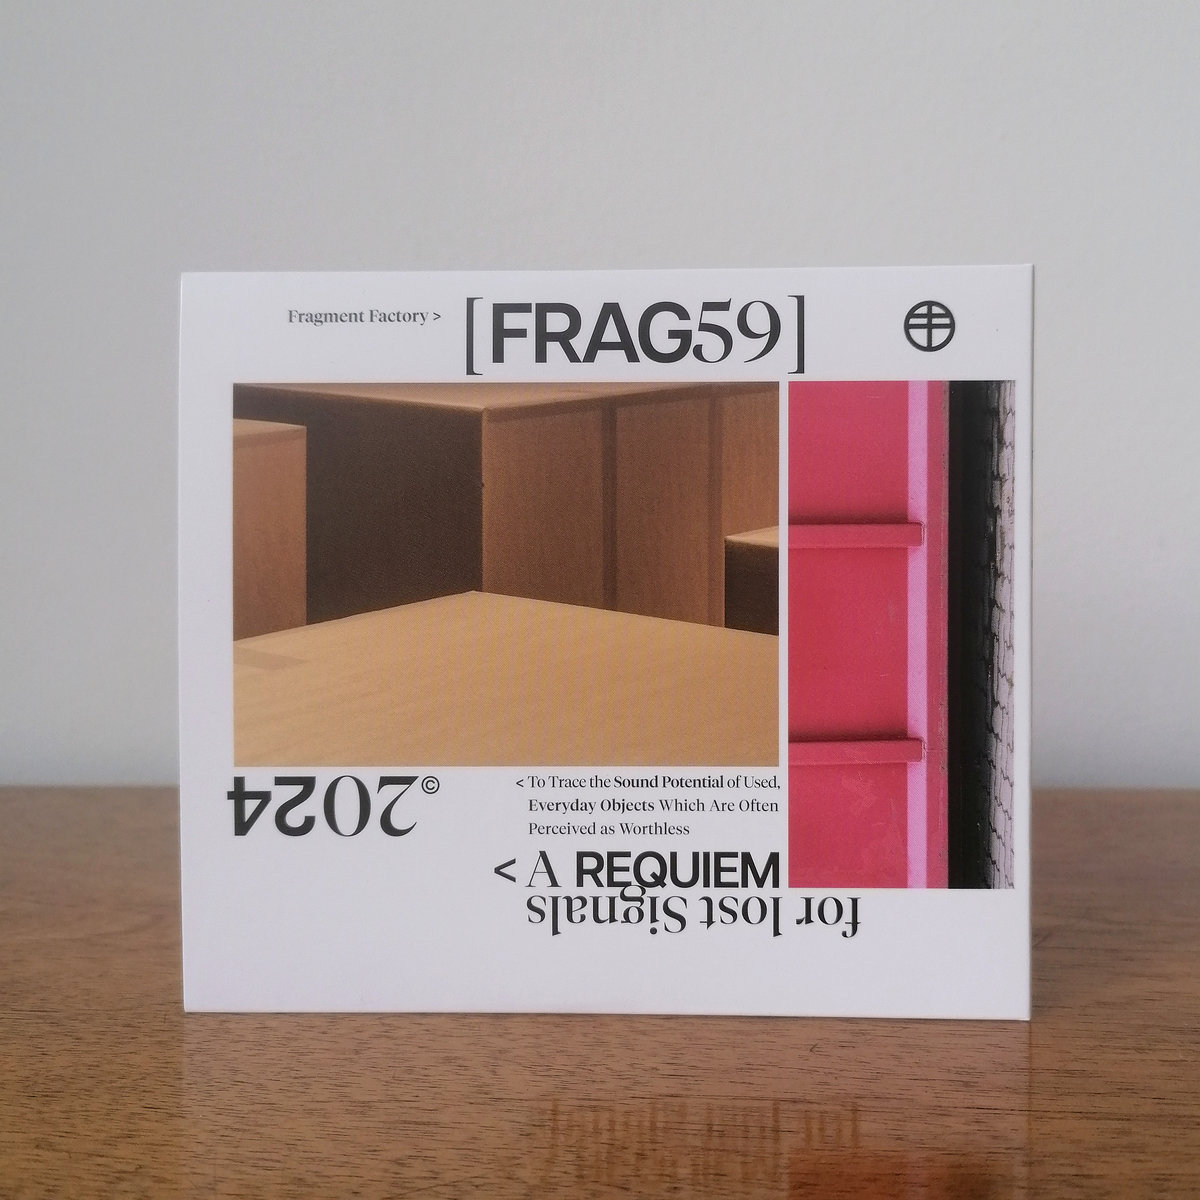 Fragment Factory >
[FRAG59]
2024©
< To Trace the Sound Potential of Used,
Everyday Objects Which Are Often
Perceived as Worthless
< A REQUIEM
for lost Signals